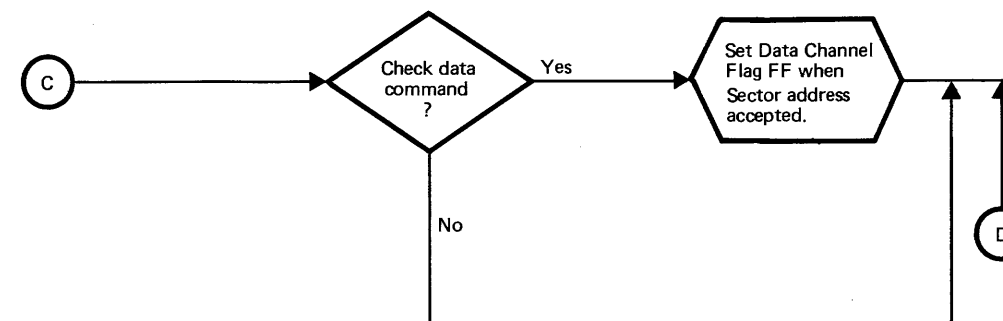 C
Check data
command
?
Yes
Set Data Channel
Flag FF when
Sector address
accepted.
No
D